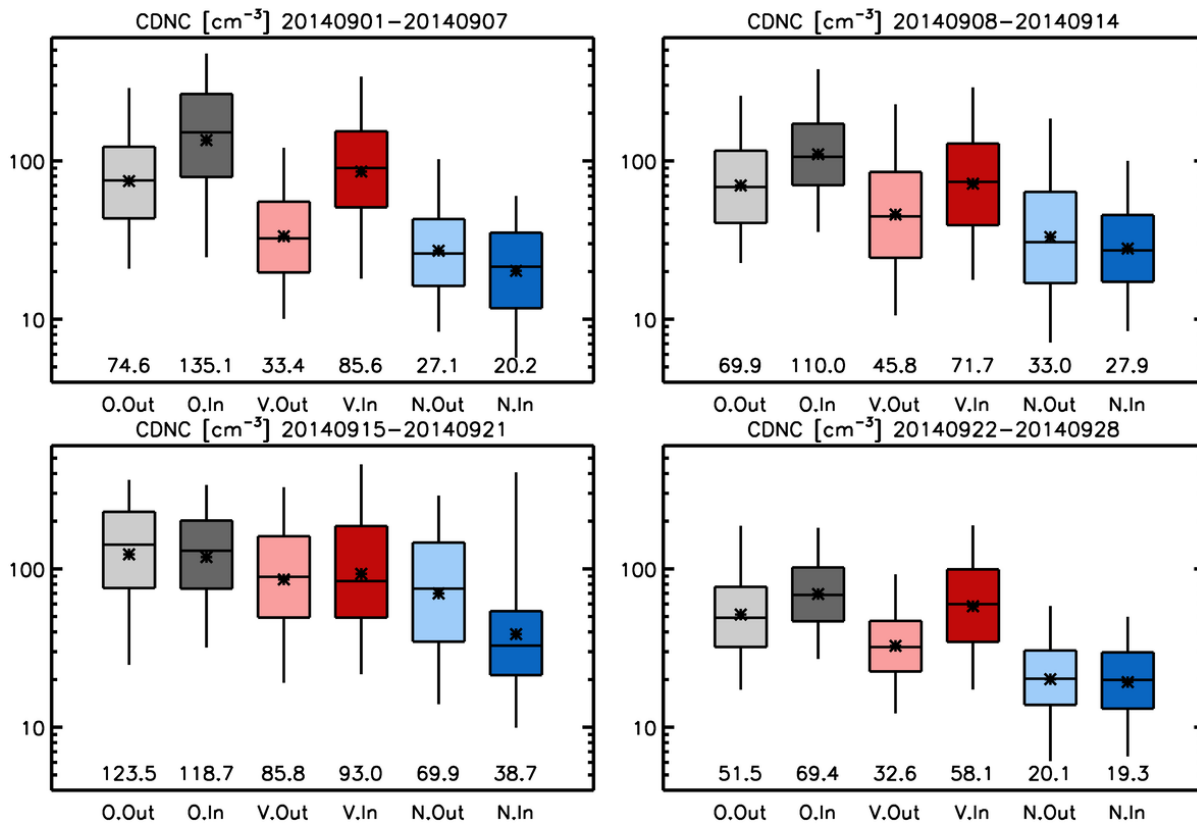 CDNC [cm⁻³] 20140901−20140907
100
10
74.6 135.1 33.4 85.6 27.1 20.2
O.Out O.In V.Out V.In N.Out N.In
CDNC [cm⁻³] 20140908−20140914
100
10
69.9 110.0 45.8 71.7 33.0 27.9
O.Out O.In V.Out V.In N.Out N.In
CDNC [cm⁻³] 20140915−20140921
100
10
123.5 118.7 85.8 93.0 69.9 38.7
O.Out O.In V.Out V.In N.Out N.In
CDNC [cm⁻³] 20140922−20140928
100
10
51.5 69.4 32.6 58.1 20.1 19.3
O.Out O.In V.Out V.In N.Out N.In